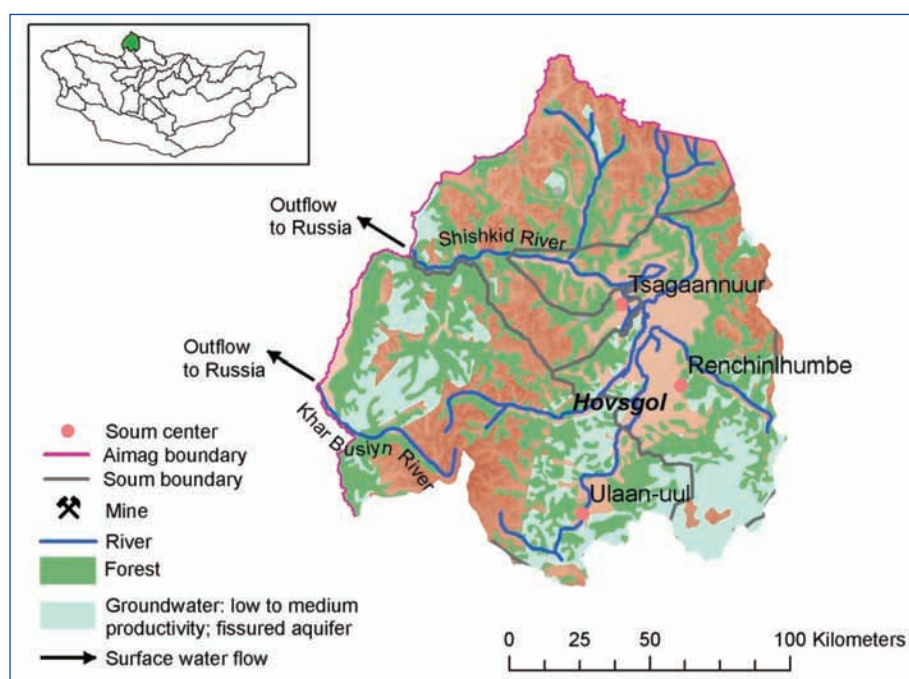 Outflow
to Russia
Shishkid River
Tsagaannuur
Outflow
to Russia
Renchinlhumbe
Hovsgol
Khar Busiyn River
Ulaan-uul
Soum center
Aimag boundary
Soum boundary
Mine
River
Forest
Groundwater: low to medium
productivity; fissured aquifer
Surface water flow
0 25 50 100 Kilometers